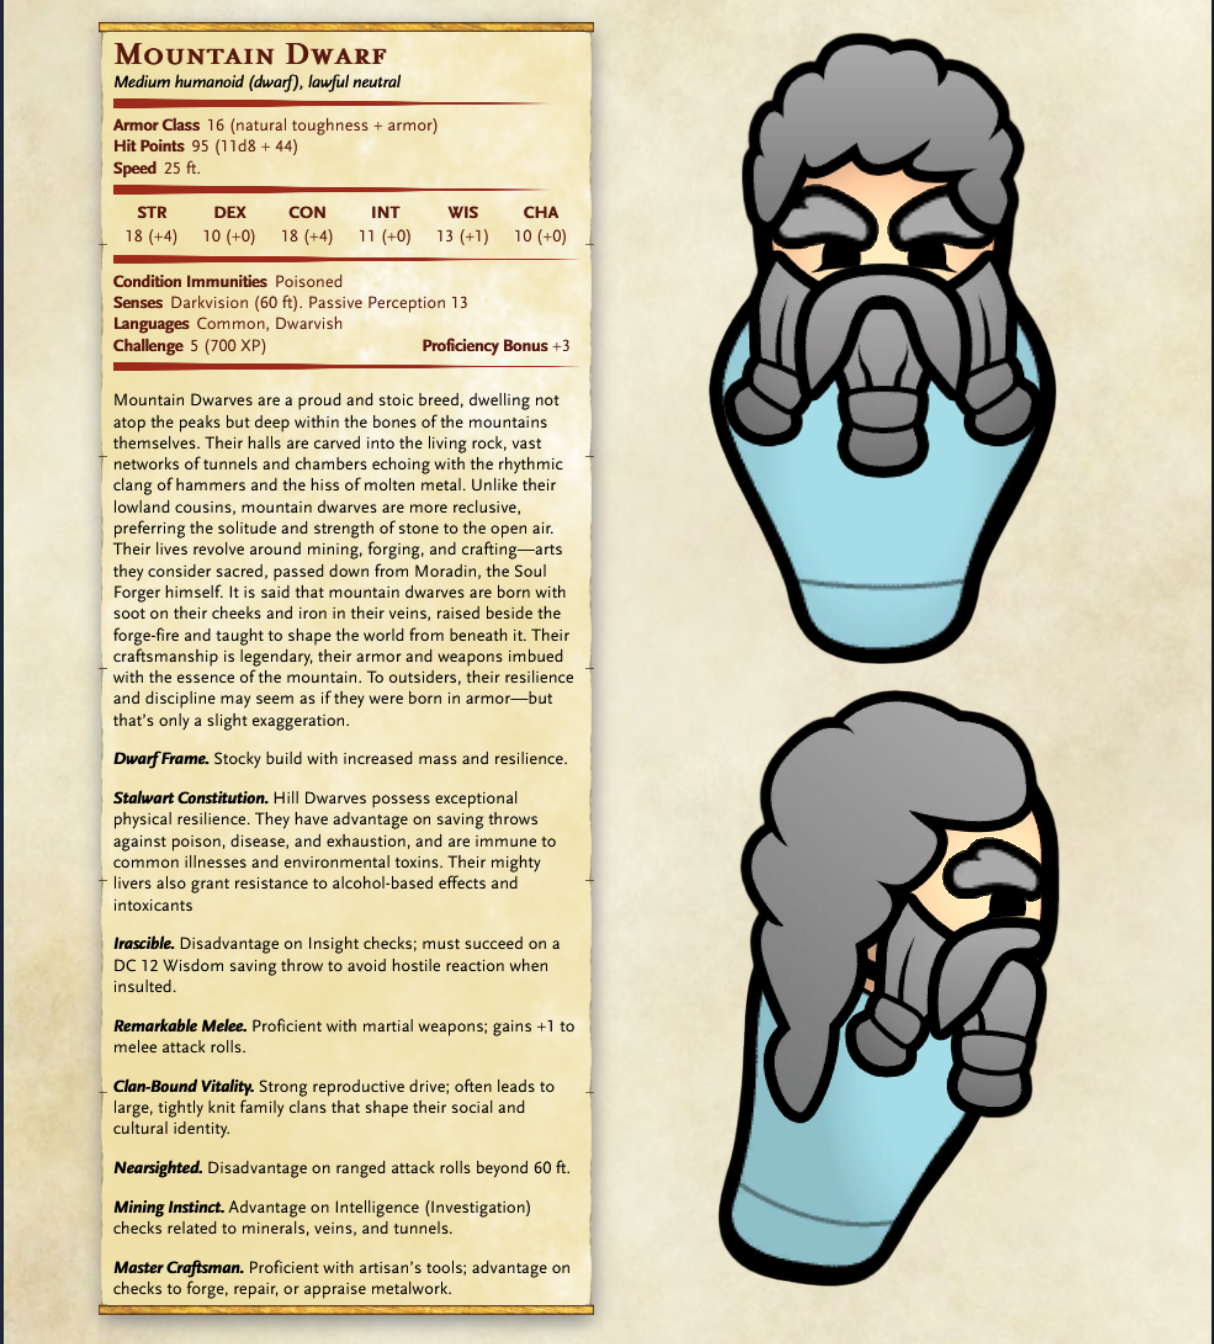 Mountain Dwarf
Medium humanoid (dwarf), lawful neutral
Armor Class 16 (natural toughness + armor)
Hit Points 95 (11d8 + 44)
Speed 25 ft.
STR DEX CON INT WIS CHA
18 (+4) 10 (+0) 18 (+4) 11 (+0) 13 (+1) 10 (+0)
Condition Immunities Poisoned
Senses Darkvision (60 ft). Passive Perception 13
Languages Common, Dwarvish
Challenge 5 (700 XP) Proficiency Bonus +3
Mountain Dwarves are a proud and stoic breed, dwelling not
atop the peaks but deep within the bones of the mountains
themselves. Their halls are carved into the living rock, vast
networks of tunnels and chambers echoing with the rhythmic
clang of hammers and the hiss of molten metal. Unlike their
lowland cousins, mountain dwarves are more reclusive,
preferring the solitude and strength of stone to the open air.
Their lives revolve around mining, forging, and crafting—arts
they consider sacred, passed down from Moradin, the Soul
Forger himself. It is said that mountain dwarves are born with
soot on their cheeks and iron in their veins, raised beside the
forge-fire and taught to shape the world from beneath it. Their
craftsmanship is legendary, their armor and weapons imbued
with the essence of the mountain. To outsiders, their resilience
and discipline may seem as if they were born in armor—but
that's only a slight exaggeration.
Dwarf Frame. Stocky build with increased mass and resilience.
Stalwart Constitution. Hill Dwarves possess exceptional
physical resilience. They have advantage on saving throws
against poison, disease, and exhaustion, and are immune to
common illnesses and environmental toxins. Their mighty
livers also grant resistance to alcohol-based effects and
intoxicants
Irascible. Disadvantage on Insight checks; must succeed on a
DC 12 Wisdom saving throw to avoid hostile reaction when
insulted.
Remarkable Melee. Proficient with martial weapons; gains +1 to
melee attack rolls.
Clan-Bound Vitality. Strong reproductive drive; often leads to
large, tightly knit family clans that shape their social and
cultural identity.
Nearsighted. Disadvantage on ranged attack rolls beyond 60 ft.
Mining Instinct. Advantage on Intelligence (Investigation)
checks related to minerals, veins, and tunnels.
Master Craftsman. Proficient with artisan's tools; advantage on
checks to forge, repair, or appraise metalwork.